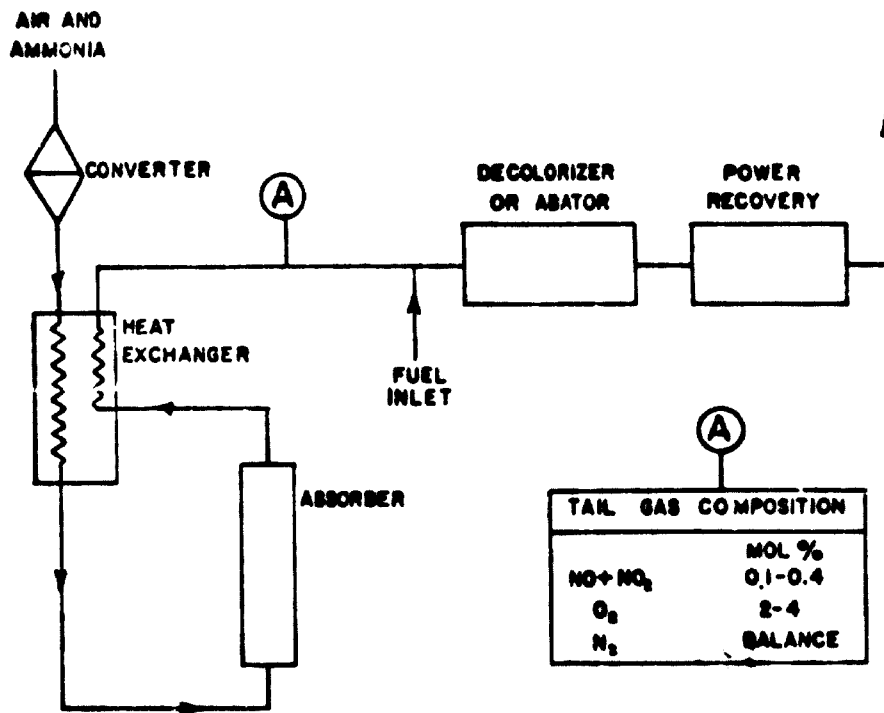 AIR AND
AMMONIA
CONVERTER
A
DECOLORIZER
OR ABATOR
POWER
RECOVERY
HEAT
EXCHANGER
FUEL
INLET
ABSORBER
A
TAIL GAS COMPOSITION
MOL %
NO+NO₂ 0.1-0.4
O₂ 2-4
N₂ BALANCE